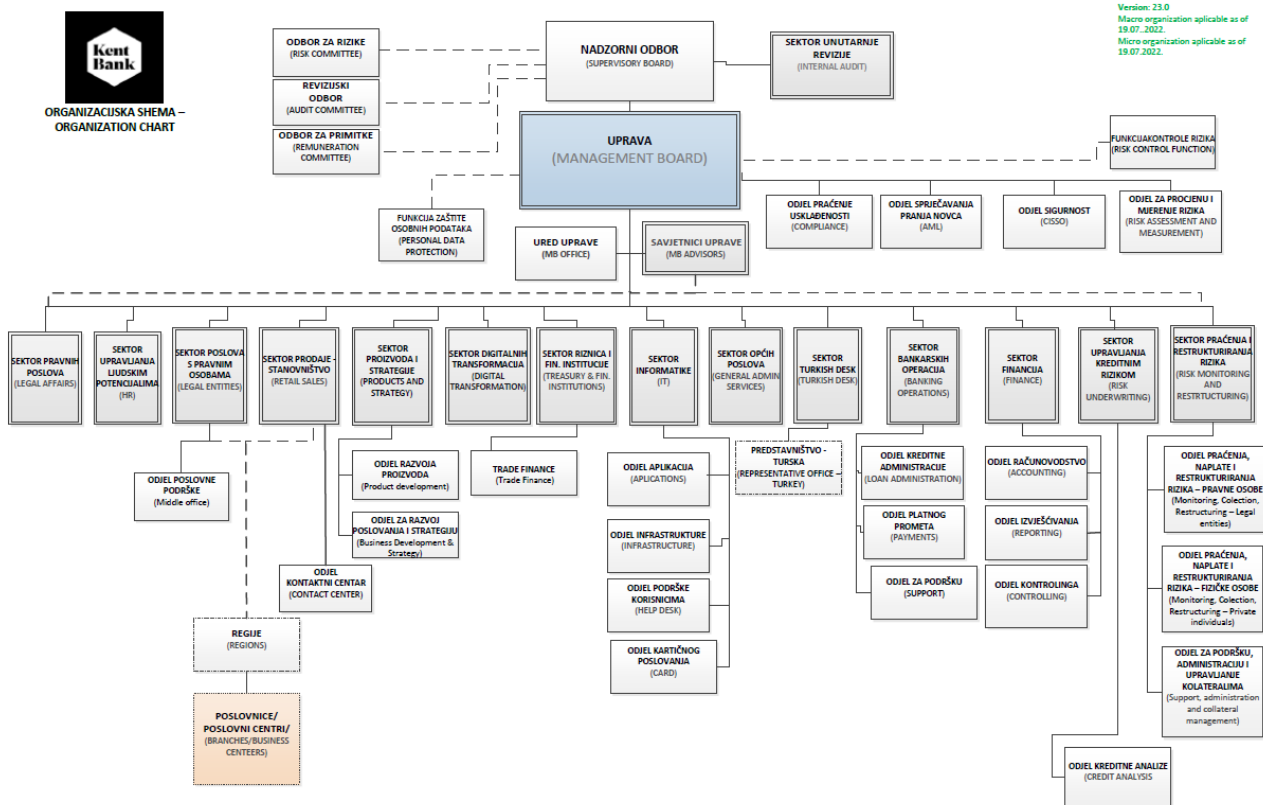 Version: 23.0
Macro organization aplicable as of
19.07..2022.
Micro organization aplicable as of
19.07.2022.
Kent
Bank
ORGANIZACIJSKA SHEMA –
ORGANIZATION CHART
ODBOR ZA RIZIKE
(RISK COMMITTEE)
REVIZIJSKI
ODBOR
(AUDIT COMMITTEE)
ODBOR ZA PRIMITKE
(REMUNERATION
COMMITTEE)
NADZORNI ODBOR
(SUPERVISORY BOARD)
SEKTOR UNUTARNJE
REVIZIJE
(INTERNAL AUDIT)
UPRAVA
(MANAGEMENT BOARD)
FUNKCIJAKONTROLE RIZIKA
(RISK CONTROL FUNCTION)
FUNKCIJA ZAŠTITE
OSOBNIH PODATAKA
(PERSONAL DATA
PROTECTION)
URED UPRAVE
(MB OFFICE)
SAVJETNICI UPRAVE
(MB ADVISORS)
ODJEL PRAĆENJE
USKLAĐENOSTI
(COMPLIANCE)
ODJEL SPRJEČAVANJA
PRANJA NOVCA
(AML)
ODJEL SIGURNOST
(CISSO)
ODJEL ZA PROCJENU I
MJERENJE RIZIKA
(RISK ASSESSMENT AND
MEASUREMENT)
SEKTOR PRAVNIH
POSLOVA
(LEGAL AFFAIRS)
SEKTOR
UPRAVLJANJA
LJUDSKIM
POTENCIJALIMA
(HR)
SEKTOR POSLOVA
S PRAVNIM
OSOBAMA
(LEGAL ENTITIES)
SEKTOR PRODAJE -
STANOVNIŠTVO
(RETAIL SALES)
SEKTOR
PROIZVODA I
STRATEGIJE
(PRODUCTS AND
STRATEGY)
SEKTOR DIGITALNIH
TRANSFORMACIJA
(DIGITAL
TRANSFORMATION)
SEKTOR RIZNICA I
FIN. INSTITUCIJE
(TREASURY & FIN.
INSTITUTIONS)
SEKTOR
INFORMATIKE
(IT)
SEKTOR OPĆIH
POSLOVA
(GENERAL ADMIN
SERVICES)
SEKTOR
TURKISH DESK
(TURKISH DESK)
SEKTOR
BANKARSKIH
OPERACIJA
(BANKING
OPERATIONS)
SEKTOR
FINANCIJA
(FINANCE)
SEKTOR
UPRAVLJANJA
KREDITNIM
RIZIKOM
(RISK
UNDERWRITING)
SEKTOR PRAĆENJA I
RESTRUKTURIRANJA
RIZIKA
(RISK MONITORING
AND
RESTRTUCTURING)
ODJEL POSLOVNE
PODRŠKE
(Middle office)
ODJEL RAZVOJA
PROIZVODA
(Product development)
ODJEL ZA RAZVOJ
POSLOVANJA I STRATEGIJU
(Business Development &
Strategy)
ODJEL
KONTAKTNI CENTAR
(CONTACT CENTER)
REGIJE
(REGIONS)
POSLOVNICE/
POSLOVNI CENTRI/
(BRANCHES/BUSINESS
CENTEERS)
TRADE FINANCE
(Trade Finance)
ODJEL APLIKACIJA
(APLICATIONS)
ODJEL INFRASTRUKTURE
(INFRASTRUCTURE)
ODJEL PODRŠKE
KORISNICIMA
(HELP DESK)
ODJEL KARTIČNOG
POSLOVANJA
(CARD)
PREDSTAVNIŠTVO -
TURSKA
(REPRESENTATIVE OFFICE –
TURKEY)
ODJEL KREDITNE
ADMINISTRACIJE
(LOAN ADMINISTRATION)
ODJEL PLATNOG
PROMETA
(PAYMENTS)
ODJEL ZA PODRŠKU
(SUPPORT)
ODJEL RAČUNOVODSTVO
(ACCOUNTING)
ODJEL IZVJEŠĆIVANJA
(REPORTING)
ODJEL KONTROLINGA
(CONTROLLING)
ODJEL PRAĆENJA,
NAPLATE I
RESTRUKTURIRANJA
RIZIKA – PRAVNE OSOBE
(Monitoring, Colection,
Restructuring – Legal
entities)
ODJEL PRAĆENJA,
NAPLATE I
RESTRUKTURIRANJA
RIZIKA – FIZIČKE OSOBE
(Monitoring, Colection,
Restructuring – Private
individuals)
ODJEL ZA PODRŠKU,
ADMINISTRACIJU I
UPRAVLJANJE
KOLATERALIMA
(Support, administration
and collateral
management)
ODJEL KREDITNE ANALIZE
(CREDIT ANALYSIS